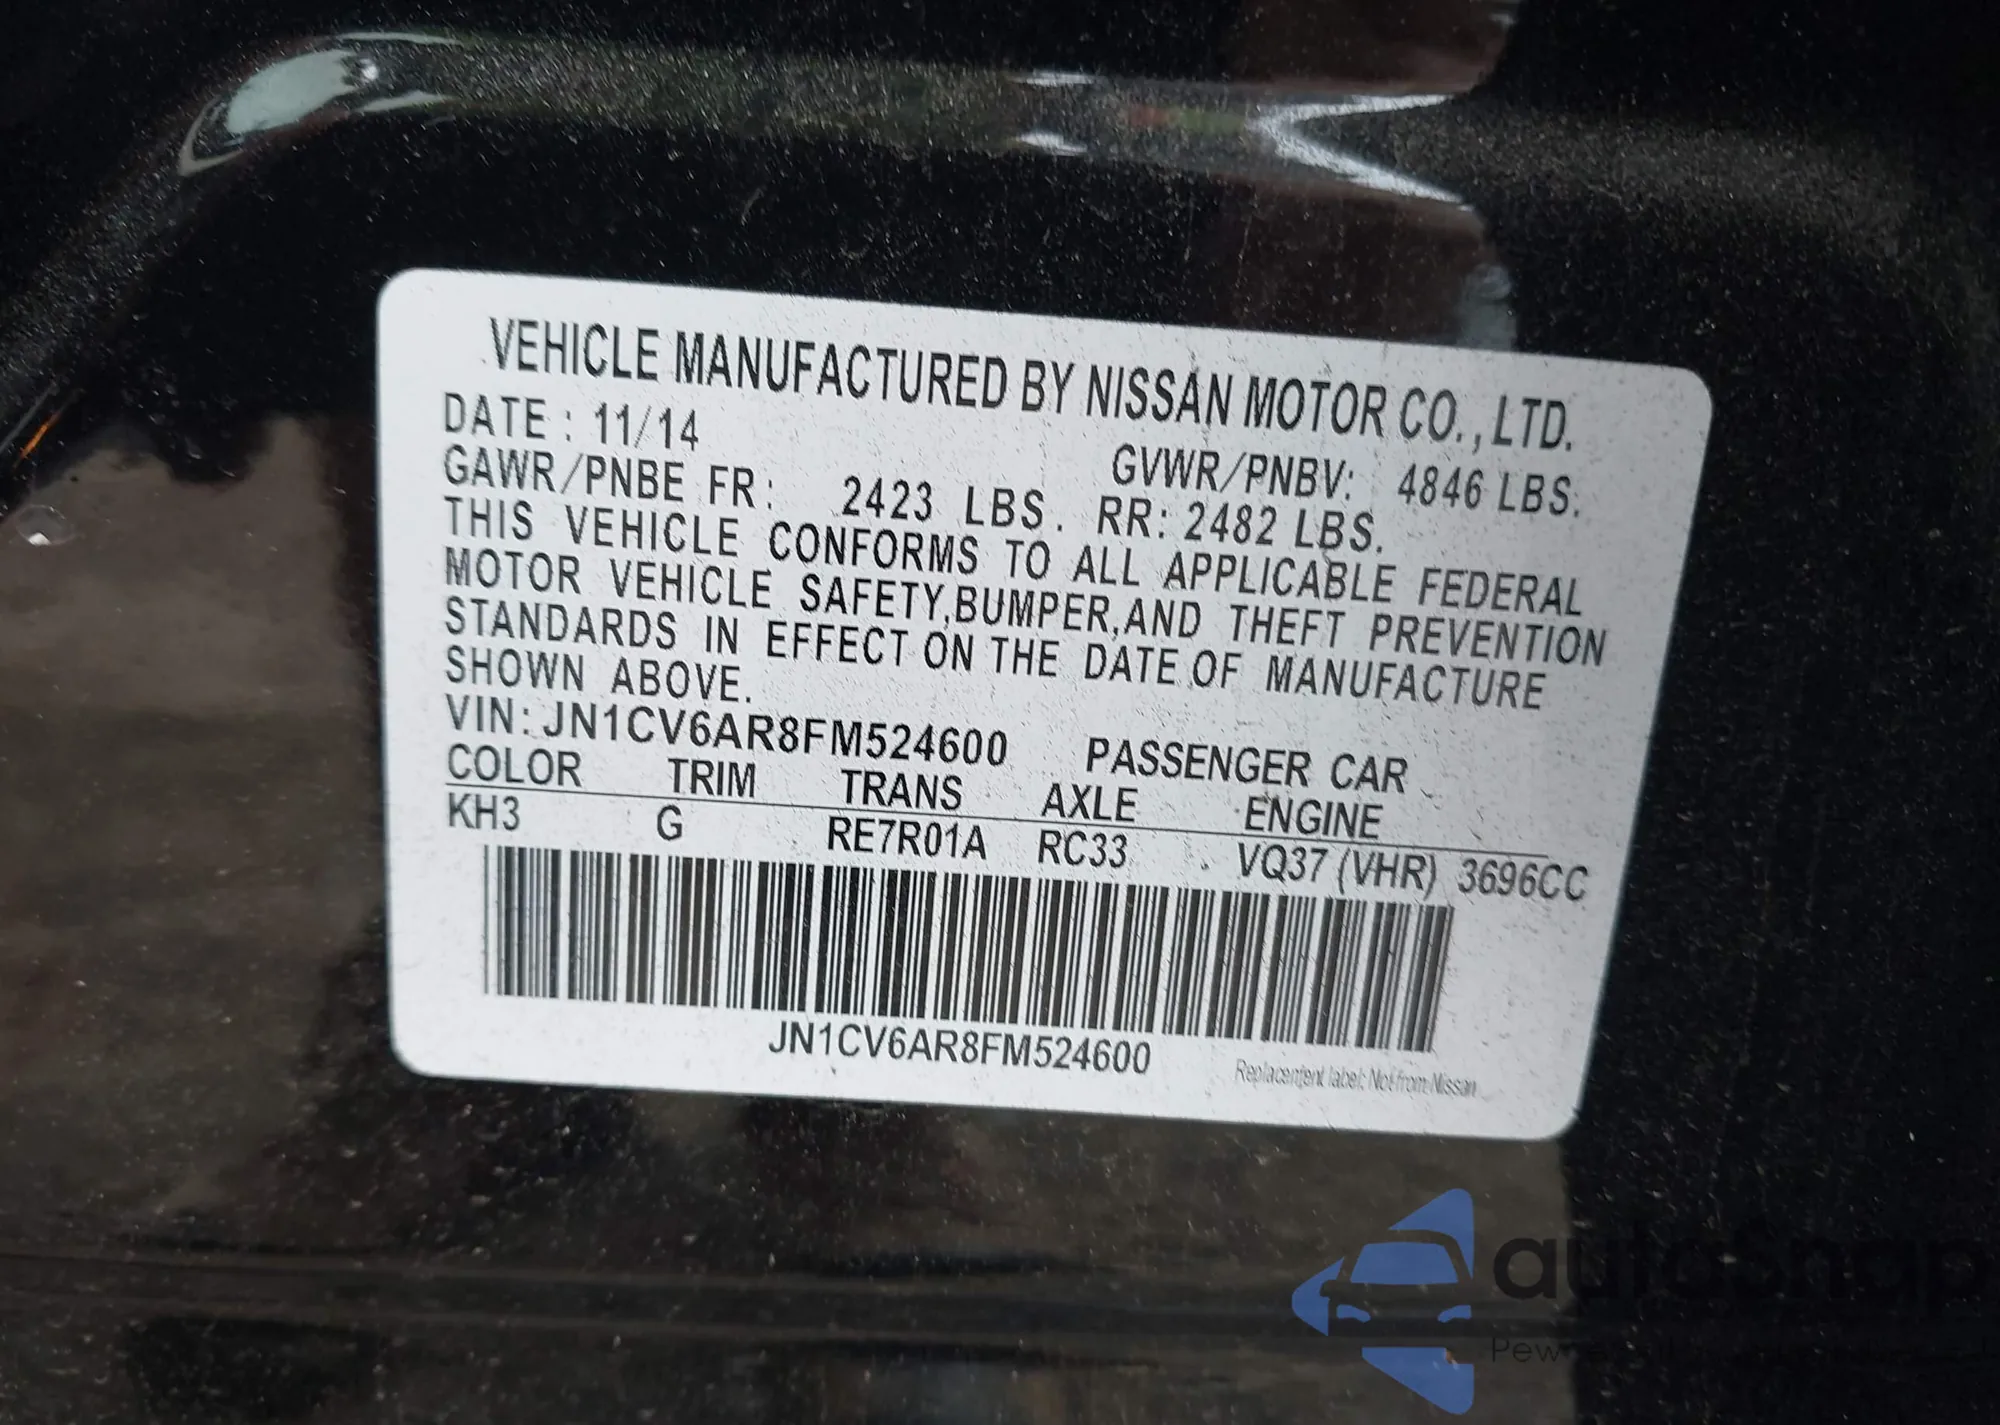 VEHICLE MANUFACTURED BY NISSAN MOTOR CO., LTD.
DATE : 11/14 GVWR/PNBV: 4846 LBS.
GAWR/PNBE FR: 2423 LBS. RR: 2482 LBS.
THIS VEHICLE CONFORMS TO ALL APPLICABLE FEDERAL
MOTOR VEHICLE SAFETY,BUMPER,AND THEFT PREVENTION
STANDARDS IN EFFECT ON THE DATE OF MANUFACTURE
SHOWN ABOVE.
VIN: JN1CV6AR8FM524600 PASSENGER CAR
COLOR TRIM TRANS AXLE ENGINE
KH3 G RE7R01A RC33 VQ37 (VHR) 3696CC
JN1CV6AR8FM524600
Replacement label; Not from Nissan
autosnap